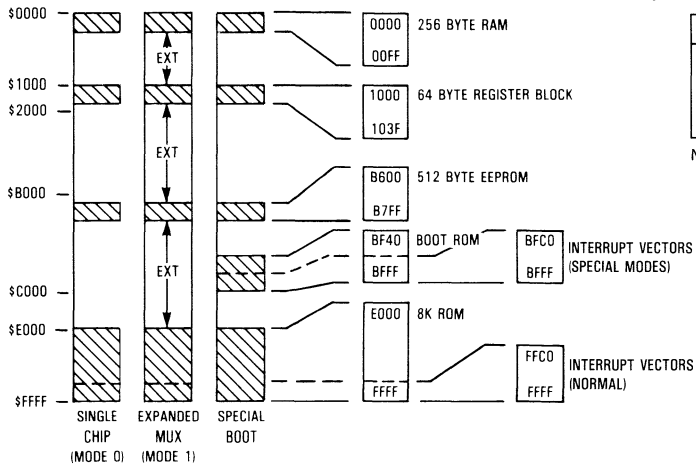 $0000
$1000
$2000
$B000
$C000
$E000
$FFFF
EXT
EXT
EXT
SINGLE
CHIP
(MODE 0)
EXPANDED
MUX
(MODE 1)
SPECIAL
BOOT
0000
00FF
256 BYTE RAM
1000
103F
64 BYTE REGISTER BLOCK
B600
B7FF
512 BYTE EEPROM
BF40
BFFF
BOOT ROM
BFC0
BFFF
INTERRUPT VECTORS
(SPECIAL MODES)
E000
FFFF
8K ROM
FFC0
FFFF
INTERRUPT VECTORS
(NORMAL)
N